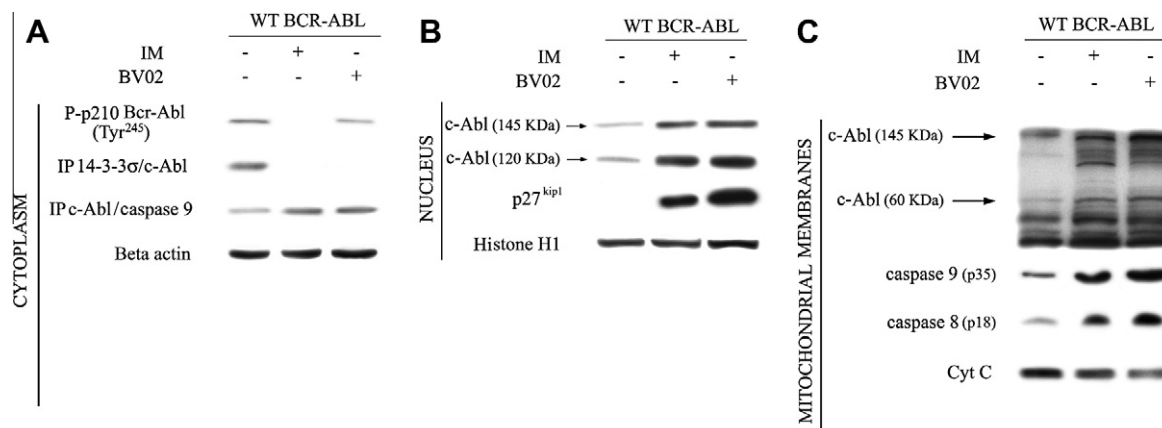 A
WT BCR-ABL
IM - + -
BV02 - - +
CYTOPLASM
P-p210 Bcr-Abl
(Tyr245)
IP 14-3-3σ/c-Abl
IP c-Abl/caspase 9
Beta actin
B
WT BCR-ABL
IM - + -
BV02 - - +
NUCLEUS
c-Abl (145 KDa)
c-Abl (120 KDa)
p27kip1
Histone H1
C
WT BCR-ABL
IM - + -
BV02 - - +
MITOCHONDRIAL MEMBRANES
c-Abl (145 KDa)
c-Abl (60 KDa)
caspase 9 (p35)
caspase 8 (p18)
Cyt C